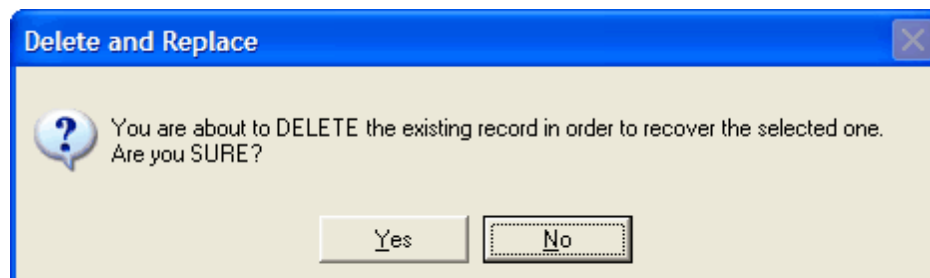 Delete and Replace
You are about to DELETE the existing record in order to recover the selected one.
Are you SURE?
Yes
No